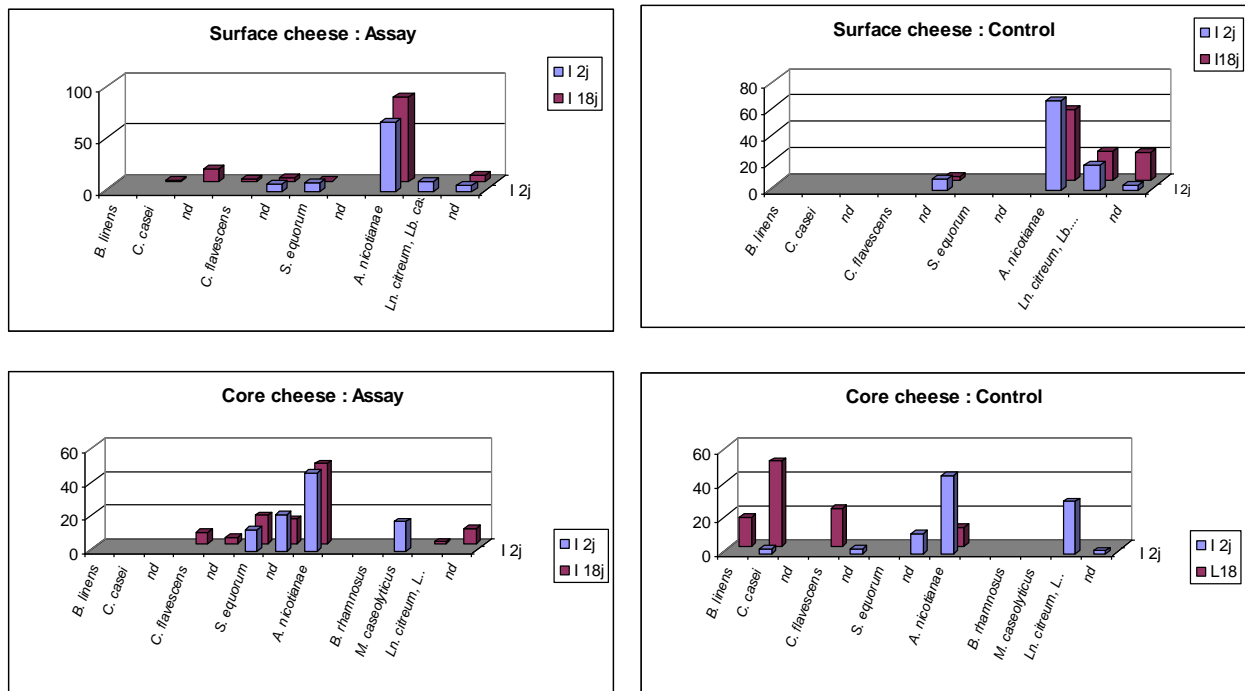 Surface cheese : Assay
I 2j
I 18j
100
50
0
B. linens
C. casei
nd
C. flavescens
nd
S. equorum
nd
A. nicotianae
Ln. citreum, Lb. cas
nd
I 2j
Surface cheese : Control
I 2j
I18j
80
60
40
20
0
B. linens
C. casei
nd
C. flavescens
nd
S. equorum
nd
A. nicotianae
Ln. citreum, Lb....
nd
I 2j
Core cheese : Assay
60
40
20
0
B. linens
C. casei
nd
C. flavescens
nd
S. equorum
nd
A. nicotianae
B. rhamnosus
M. caseolyticus
Ln. citreum, L..
nd
I 2j
I 2j
I 18j
Core cheese : Control
60
40
20
0
B. linens
C. casei
nd
C. flavescens
nd
S. equorum
nd
A. nicotianae
B. rhamnosus
M. caseolyticus
Ln. citreum, L..
nd
I 2j
I 2j
L18